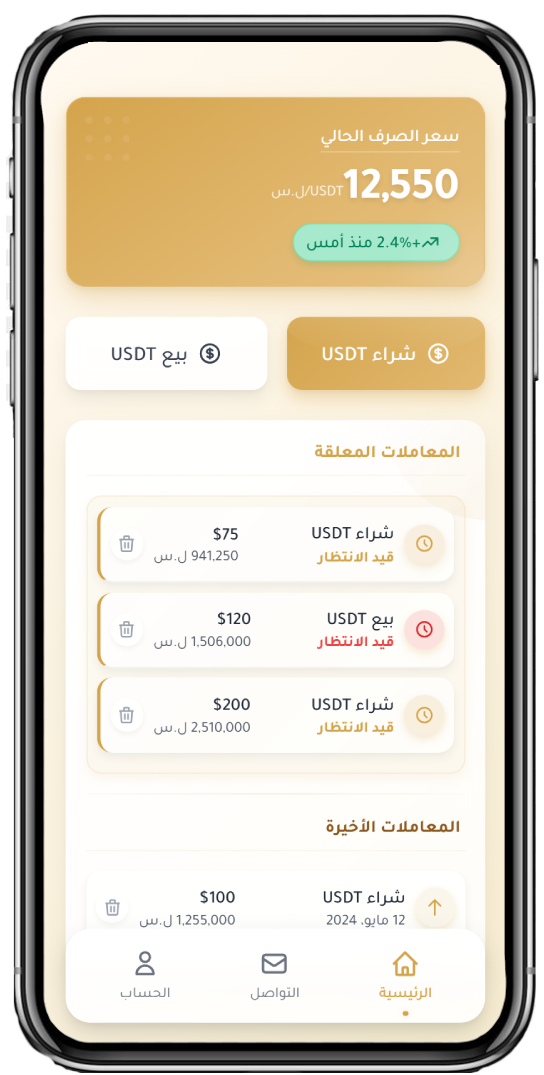 سعر الصرف الحالي
12,550 USDT/ل.س
+2.4% منذ أمس
شراء USDT
بيع USDT
المعاملات المعلقة
شراء USDT
قيد الانتظار
$75
941,250 ل.س
بيع USDT
قيد الانتظار
$120
1,506,000 ل.س
شراء USDT
قيد الانتظار
$200
2,510,000 ل.س
المعاملات الأخيرة
شراء USDT
12 مايو، 2024
$100
1,255,000 ل.س
الرئيسية
التواصل
الحساب